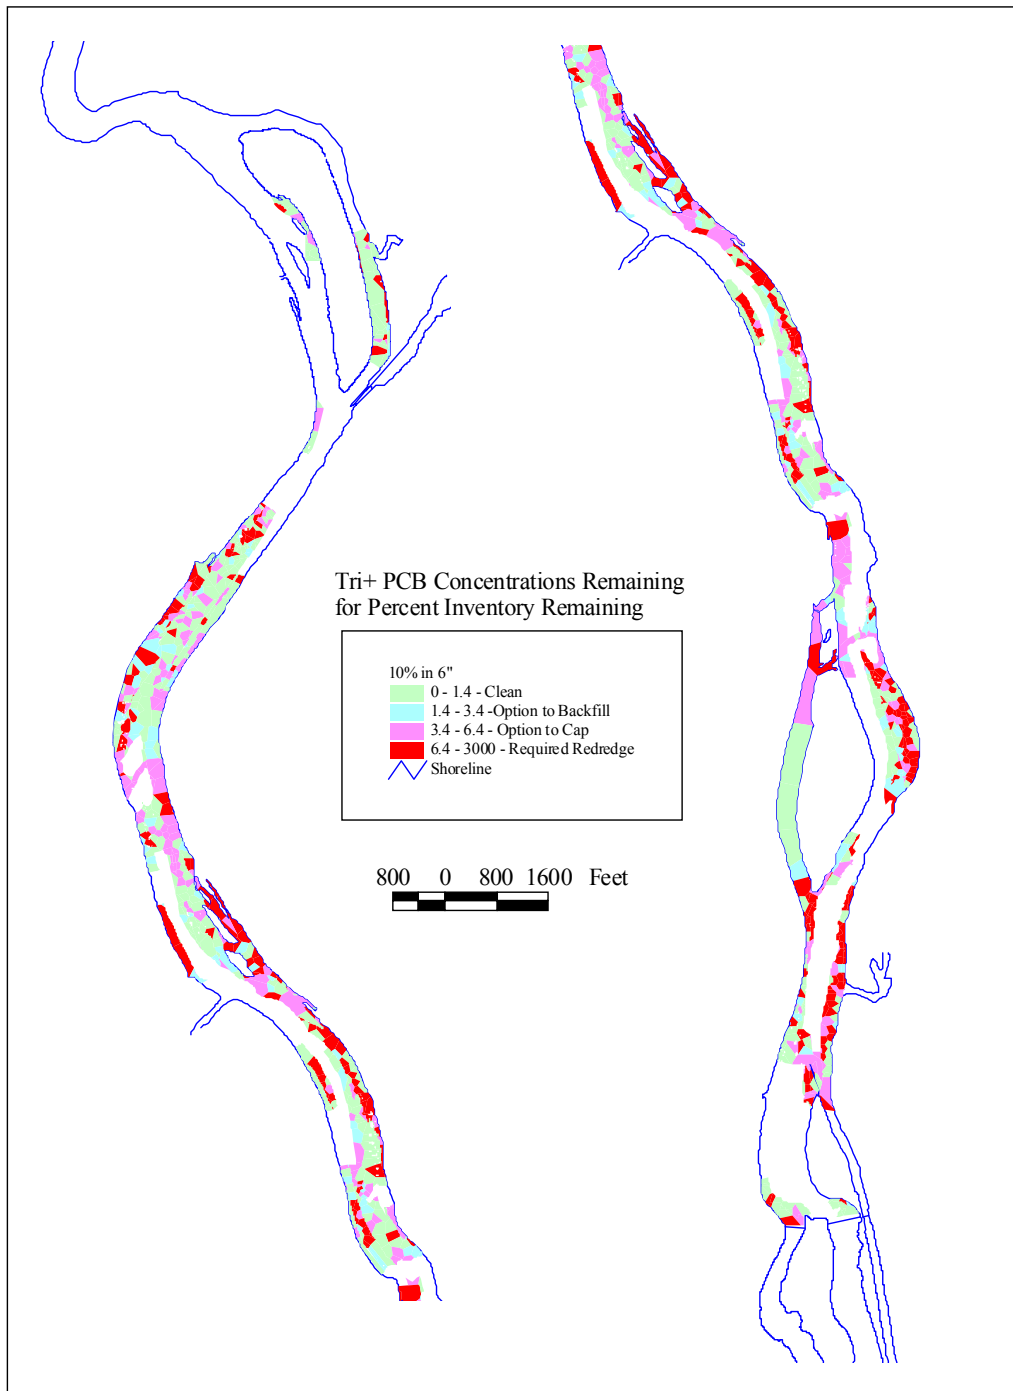 Tri+ PCB Concentrations Remaining
for Percent Inventory Remaining
10% in 6"
0 - 1.4 - Clean
1.4 - 3.4 -Option to Backfill
3.4 - 6.4 - Option to Cap
6.4 - 3000 - Required Redredge
Shoreline
800 0 800 1600 Feet